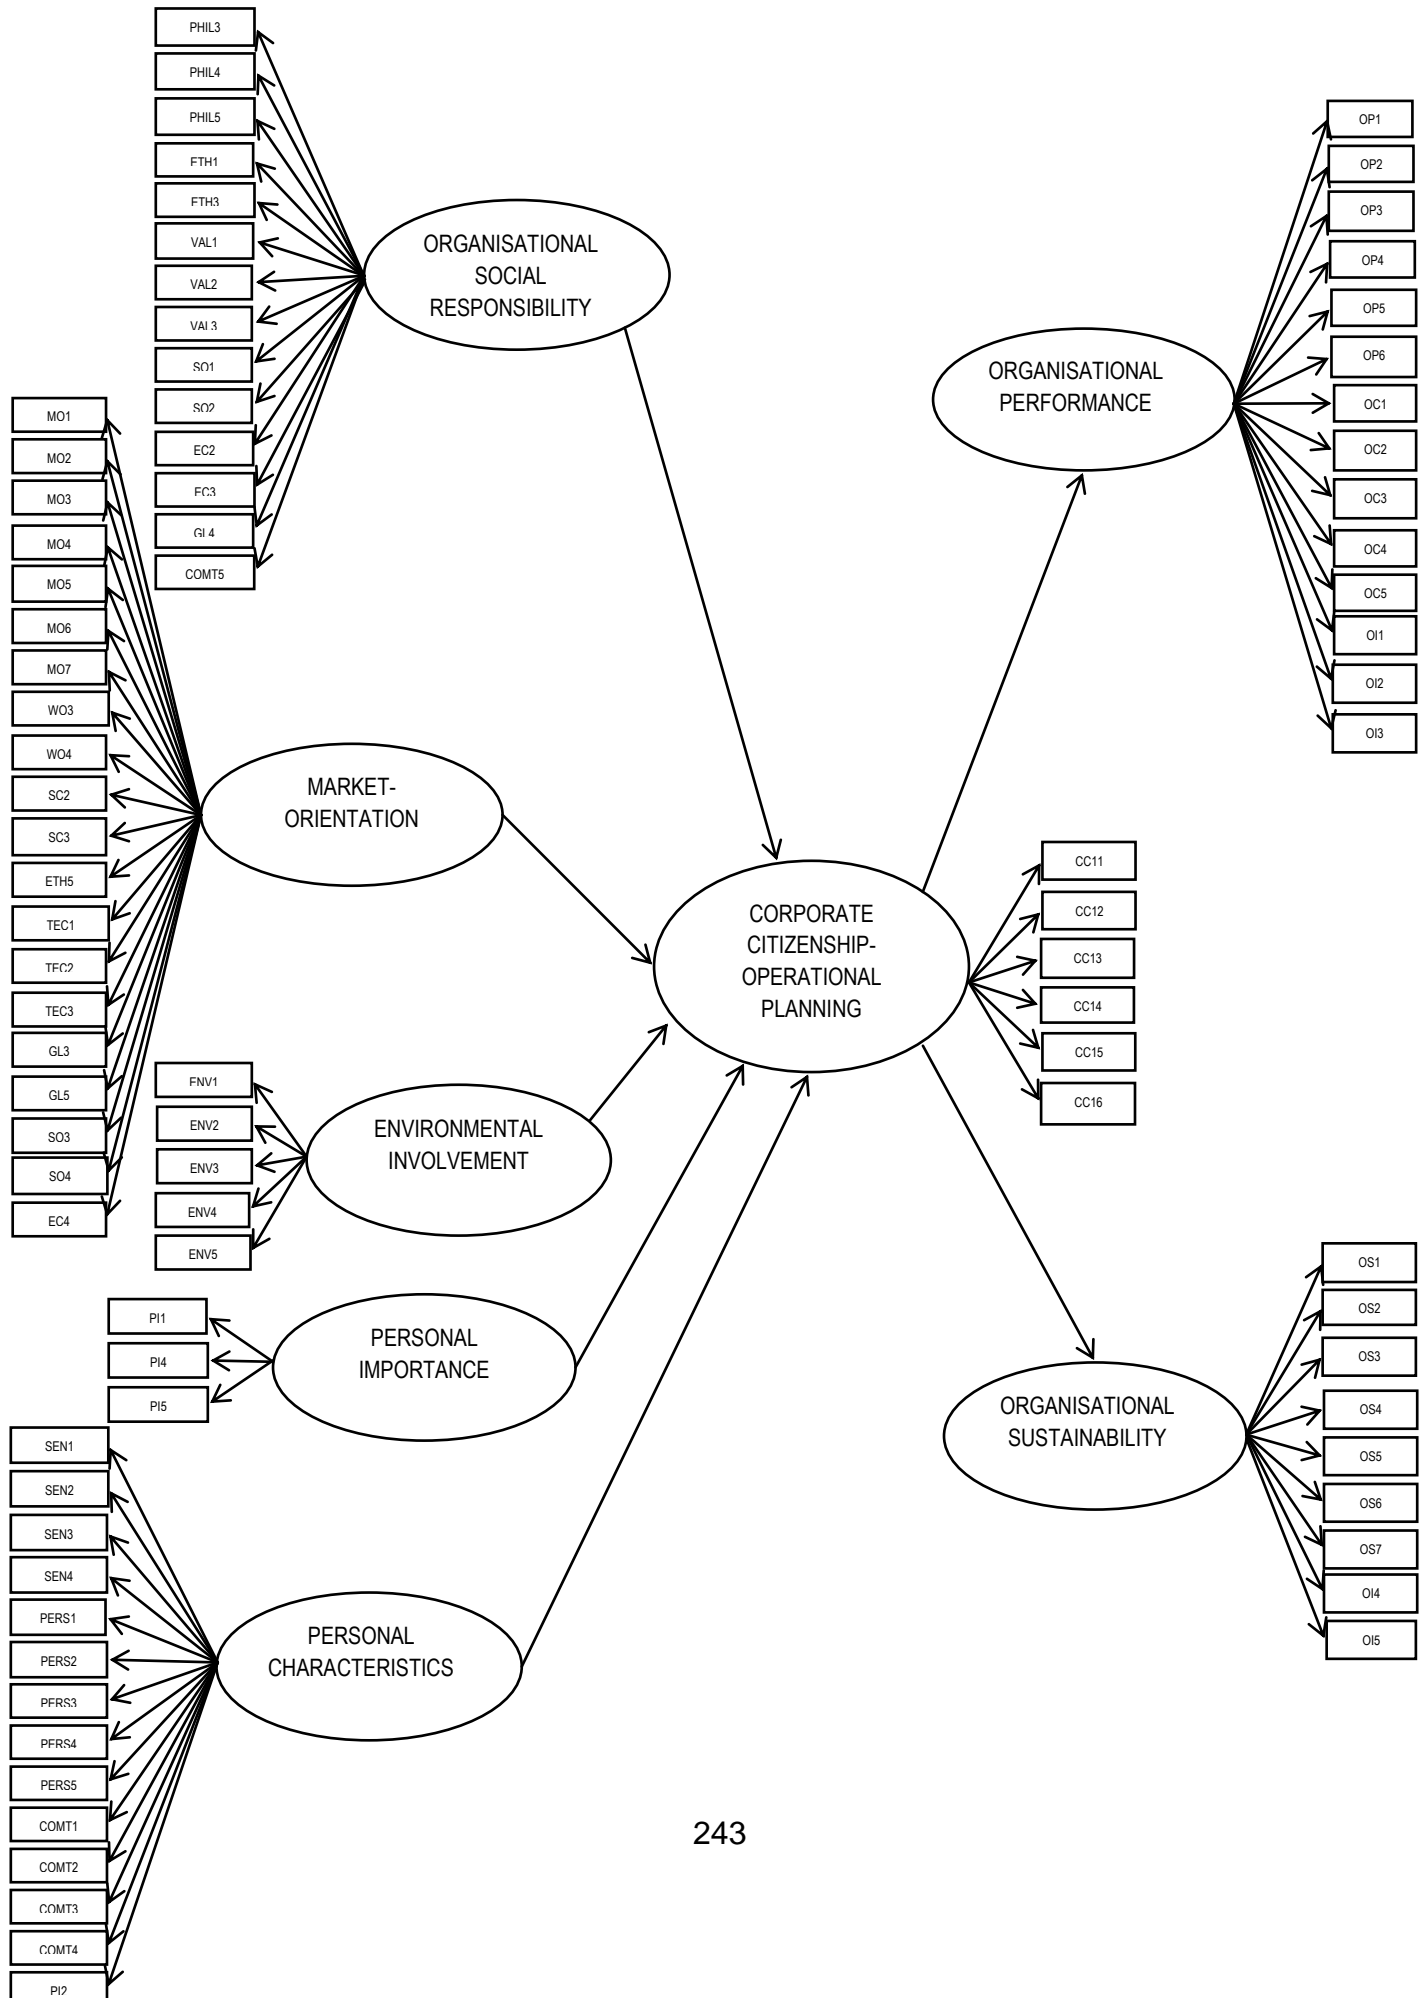 PHIL3
PHIL4
PHIL5
ETH1
ETH3
VAL1
VAL2
VAL3
SO1
SO2
EC2
EC3
GL4
COMT5
ORGANISATIONAL
SOCIAL
RESPONSIBILITY
MO1
MO2
MO3
MO4
MO5
MO6
MO7
WO3
WO4
SC2
SC3
ETH5
TEC1
TEC2
TEC3
GL3
GL5
SO3
SO4
EC4
MARKET-
ORIENTATION
ENV1
ENV2
ENV3
ENV4
ENV5
ENVIRONMENTAL
INVOLVEMENT
PI1
PI4
PI5
PERSONAL
IMPORTANCE
SEN1
SEN2
SEN3
SEN4
PERS1
PERS2
PERS3
PERS4
PERS5
COMT1
COMT2
COMT3
COMT4
PI2
PERSONAL
CHARACTERISTICS
CORPORATE
CITIZENSHIP-
OPERATIONAL
PLANNING
CC11
CC12
CC13
CC14
CC15
CC16
ORGANISATIONAL
PERFORMANCE
OP1
OP2
OP3
OP4
OP5
OP6
OC1
OC2
OC3
OC4
OC5
OI1
OI2
OI3
ORGANISATIONAL
SUSTAINABILITY
OS1
OS2
OS3
OS4
OS5
OS6
OS7
OI4
OI5
243